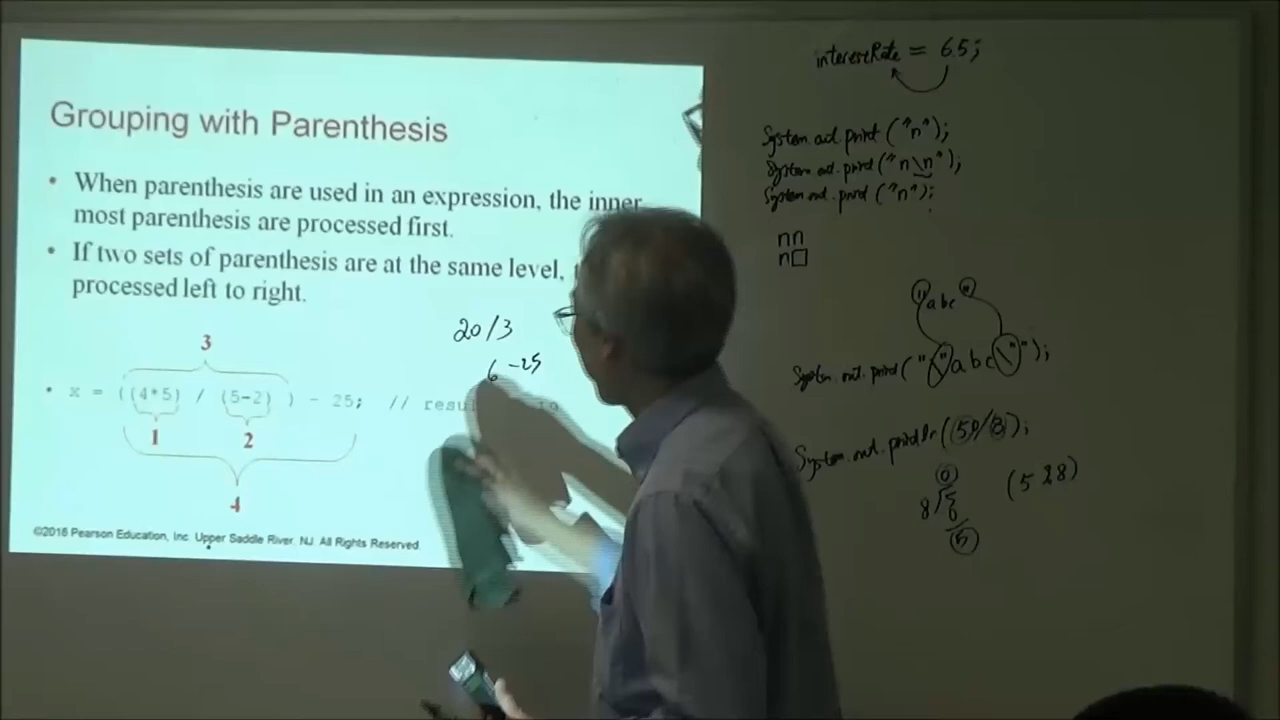 Grouping with Parenthesis
• When parenthesis are used in an expression, the inner
most parenthesis are processed first.
• If two sets of parenthesis are at the same level,
processed left to right.
3
• x = ((4*5) / (5-2) ) - 25; // resu
1
2
4
©2016 Pearson Education, Inc. Upper Saddle River. NJ. All Rights Reserved.
20/3
6 -25
interestRate = 6.5;
System.out.print("n");
System.out.print("n\n");
System.out.print("n");
nn
n
"abc"
System.out.print("\"abc\"");
System.out.println(
0
8 5
5